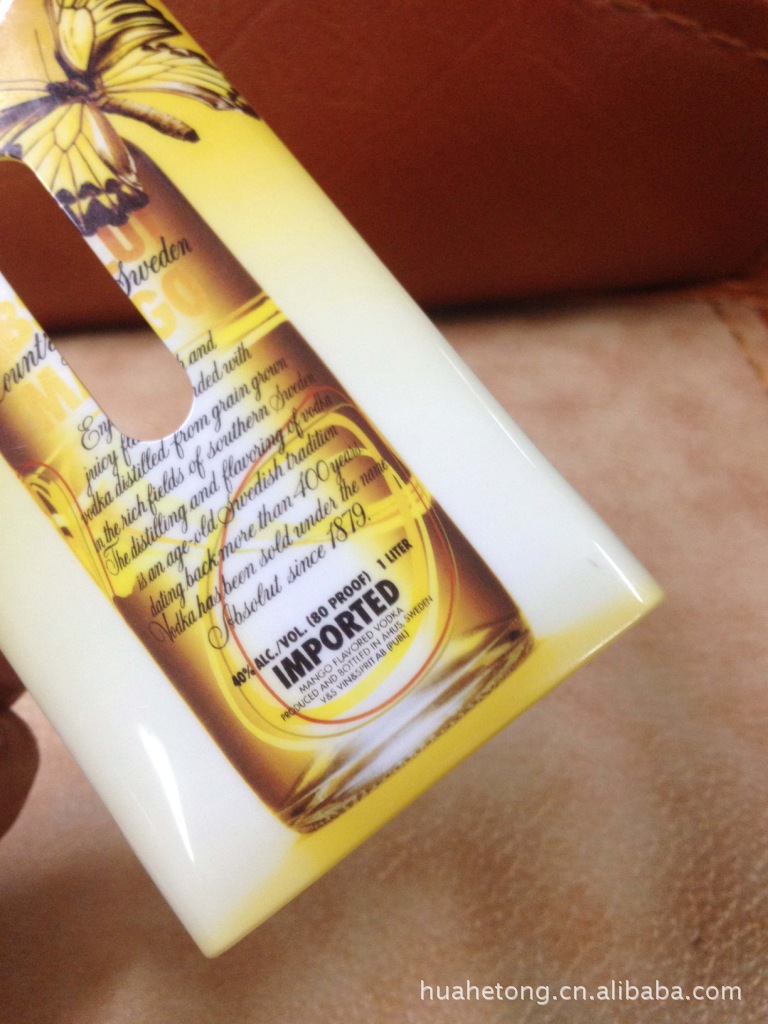 U
Sweden
GO
Country
M
and
juicy
vodka distilled from grain grown
in the rich fields of southern Sweden
The distilling and flavoring of vodka
is an age-old Swedish tradition
dating back more than 400 years
Vodka has been sold under the name
Absolut since 1879.
40% ALC./VOL. (80 PROOF) 1 LITER
IMPORTED
MANGO FLAVORED VODKA
PRODUCED AND BOTTLED IN AHUS, SWEDEN
V&S VIN&SPRIT AB (PUBL)
huahetong.cn.alibaba.com